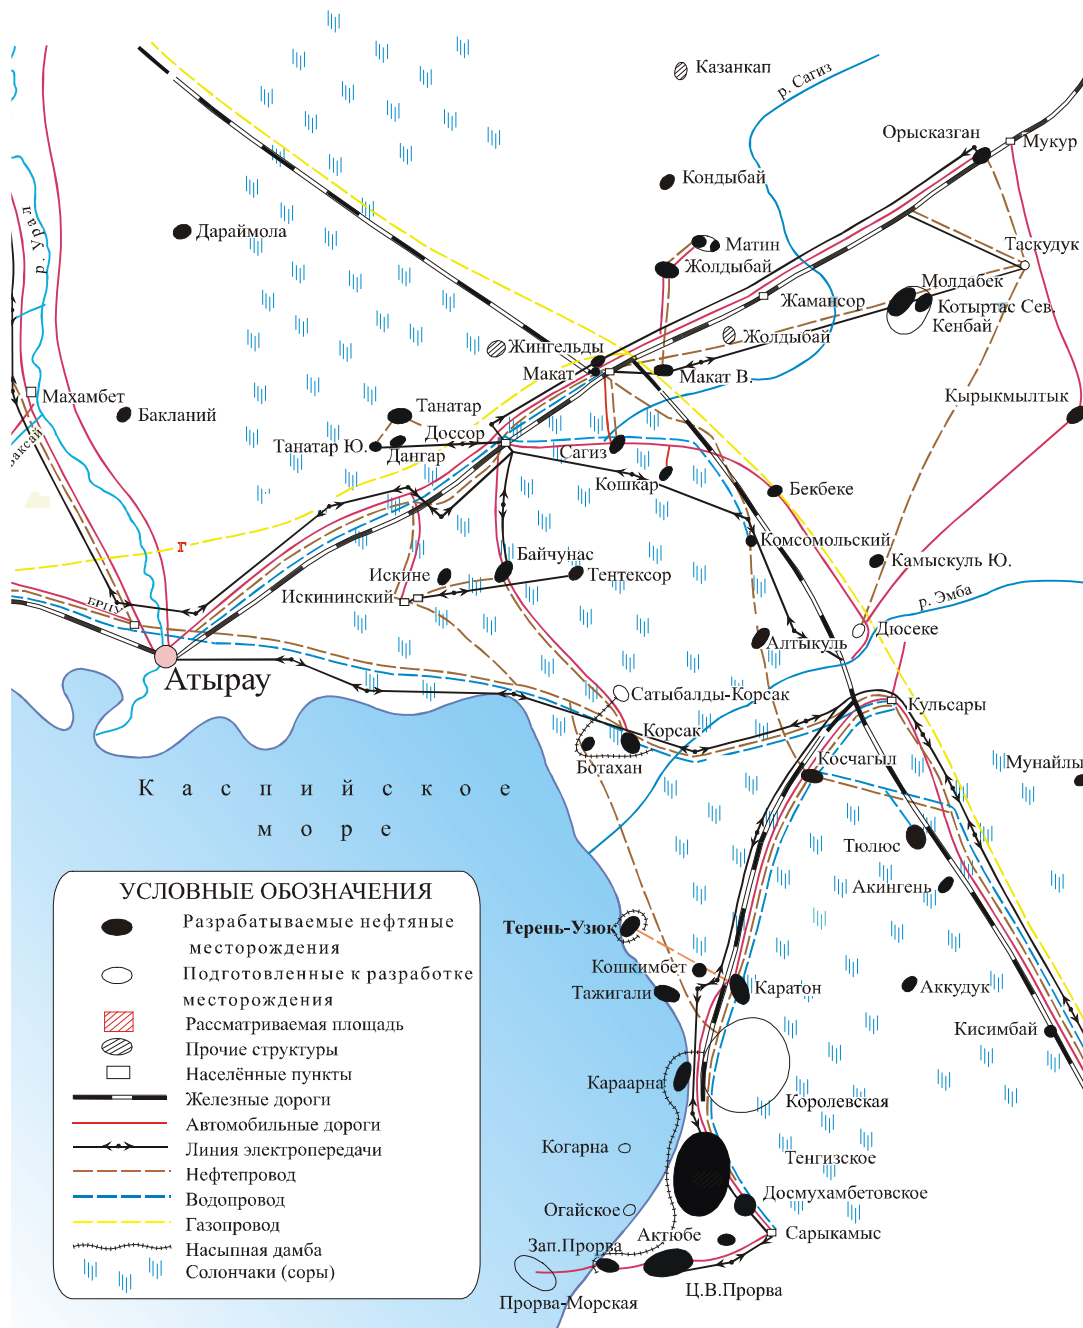 Казанкап
р. Сагиз
Орысказган
Мукур
Кондыбай
р. Урал
Дараймола
Матин
Таскудук
Жолдыбай
Молдабек
Жамансор
Котыртас Сев.
Кенбай
Жолдыбай
Жингельды
Макат
Макат В.
Махамбет
Кырыкмылтык
Танатар
Бакланий
Доссор
Танатар Ю.
Дангар
Сагиз
Баксай
Кошкар
Бекбеке
г
Комсомольский
Байчунас
Камыскуль Ю.
Искине
Тентексор
Искининский
р. Эмба
БРПУ
Дюсеке
Алтыкуль
Атырау
Сатыбалды-Корсак
Кульсары
Корсак
Ботахан
Косчагыл
Мунайлы
Каспийское
море
Тюлюс
Акингень
УСЛОВНЫЕ ОБОЗНАЧЕНИЯ
Разрабатываемые нефтяные
месторождения
Подготовленные к разработке
месторождения
Рассматриваемая площадь
Прочие структуры
Населённые пункты
Железные дороги
Автомобильные дороги
Линия электропередачи
Нефтепровод
Водопровод
Газопровод
Насыпная дамба
Солончаки (соры)
Терень-Узюк
Кошкимбет
Тажигали
Каратон
Аккудук
Кисимбай
Караарна
Королевская
Когарна
Тенгизское
Досмухамбетовское
Огайское
Актюбе
Сарыкамыс
Зап.Прорва
Ц.В.Прорва
Прорва-Морская